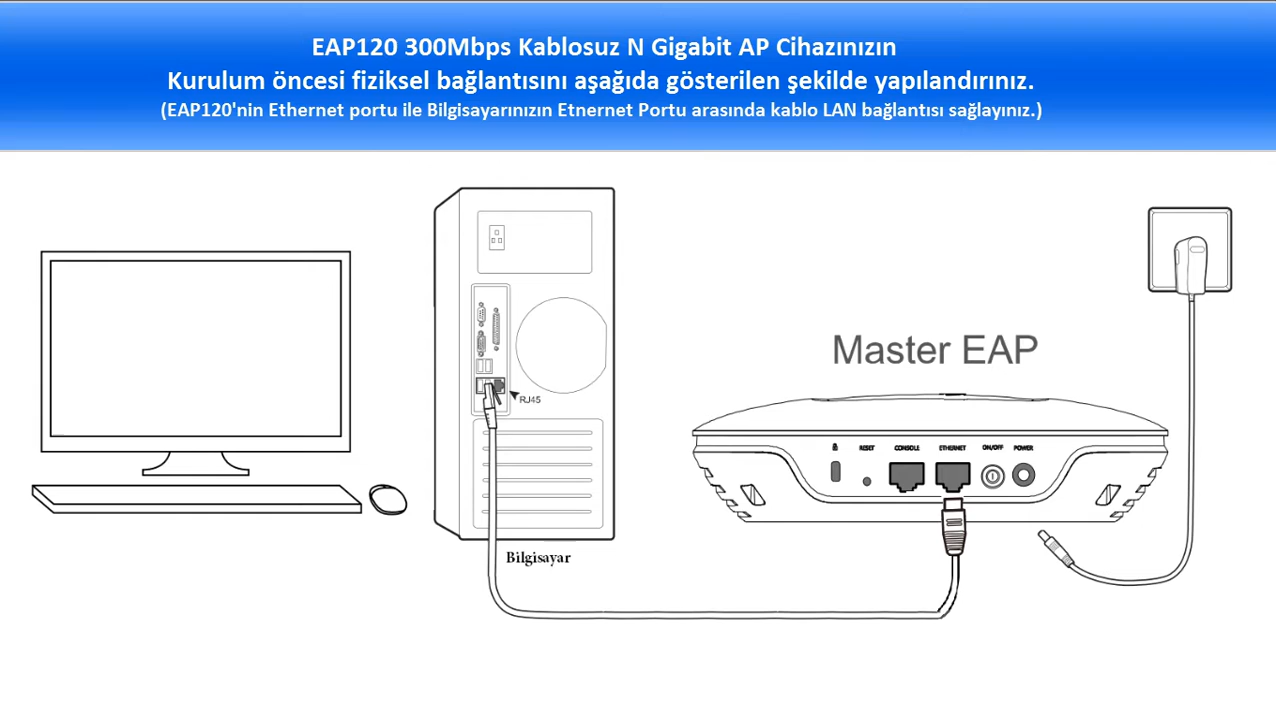 EAP120 300Mbps Kablosuz N Gigabit AP Cihazınızın
Kurulum öncesi fiziksel bağlantısını aşağıda gösterilen şekilde yapılandırınız.
(EAP120'nin Ethernet portu ile Bilgisayarınızın Etnernet Portu arasında kablo LAN bağlantısı sağlayınız.)
Master EAP
RJ45
RESET CONSOLE ETHERNET ON/OFF POWER
Bilgisayar